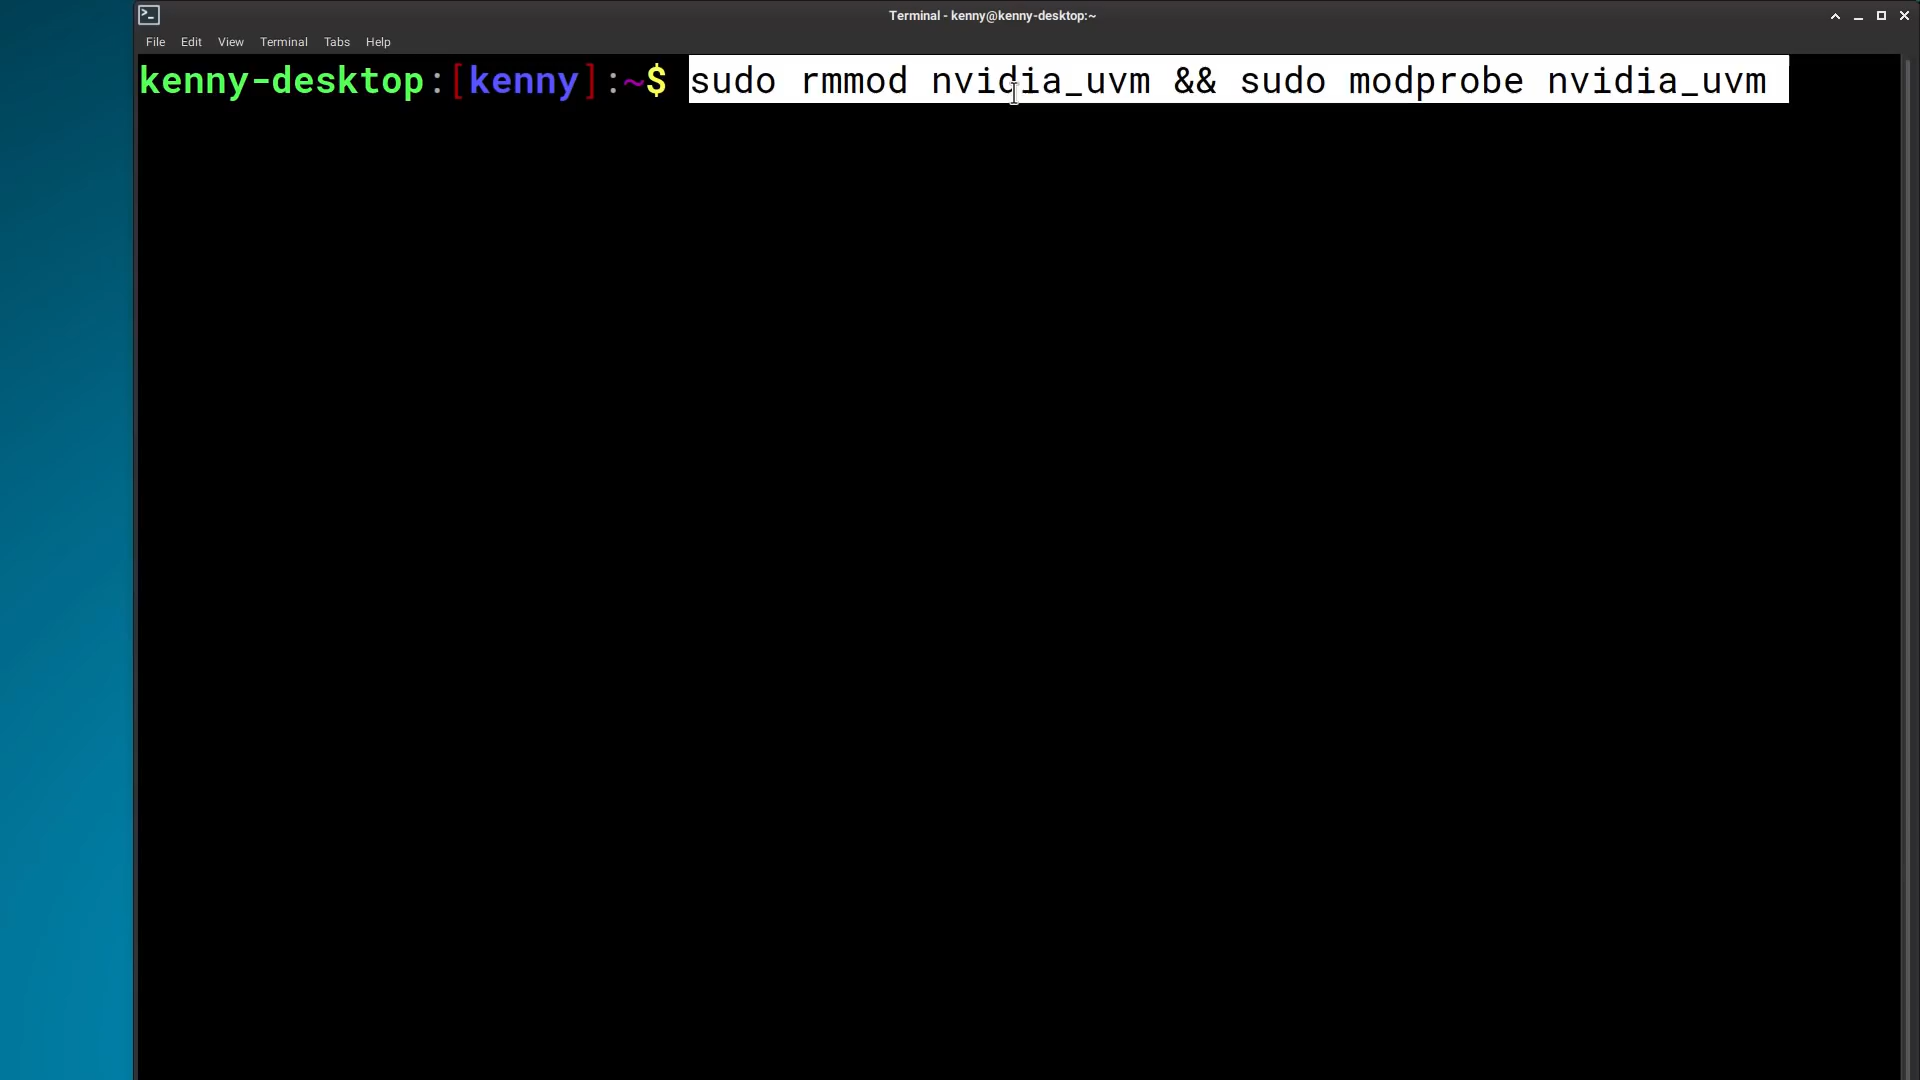 Terminal - kenny@kenny-desktop:~
File Edit View Terminal Tabs Help
kenny-desktop:[kenny]:~$ sudo rmmod nvidia_uvm && sudo modprobe nvidia_uvm